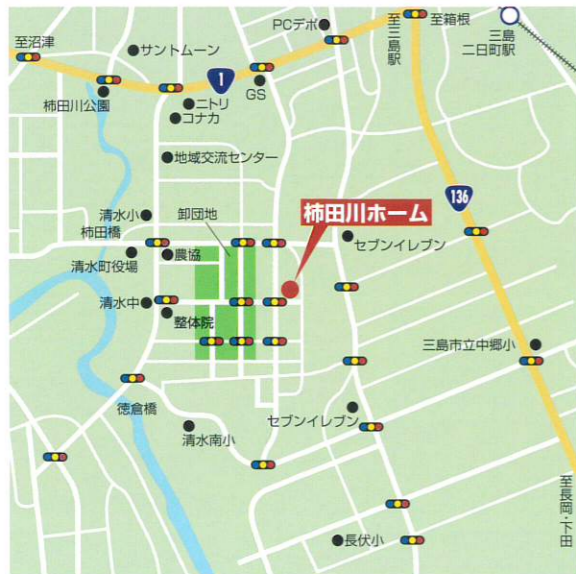 PCデポ
至箱根
至三島駅
三島
二日町駅
至沼津
サントムーン
1
GS
柿田川公園
ニトリ
コナカ
地域交流センター
136
清水小
卸団地
柿田川ホーム
柿田橋
農協
セブンイレブン
清水町役場
清水中
整体院
三島市立中郷小
徳倉橋
セブンイレブン
清水南小
至長岡・下田
長伏小